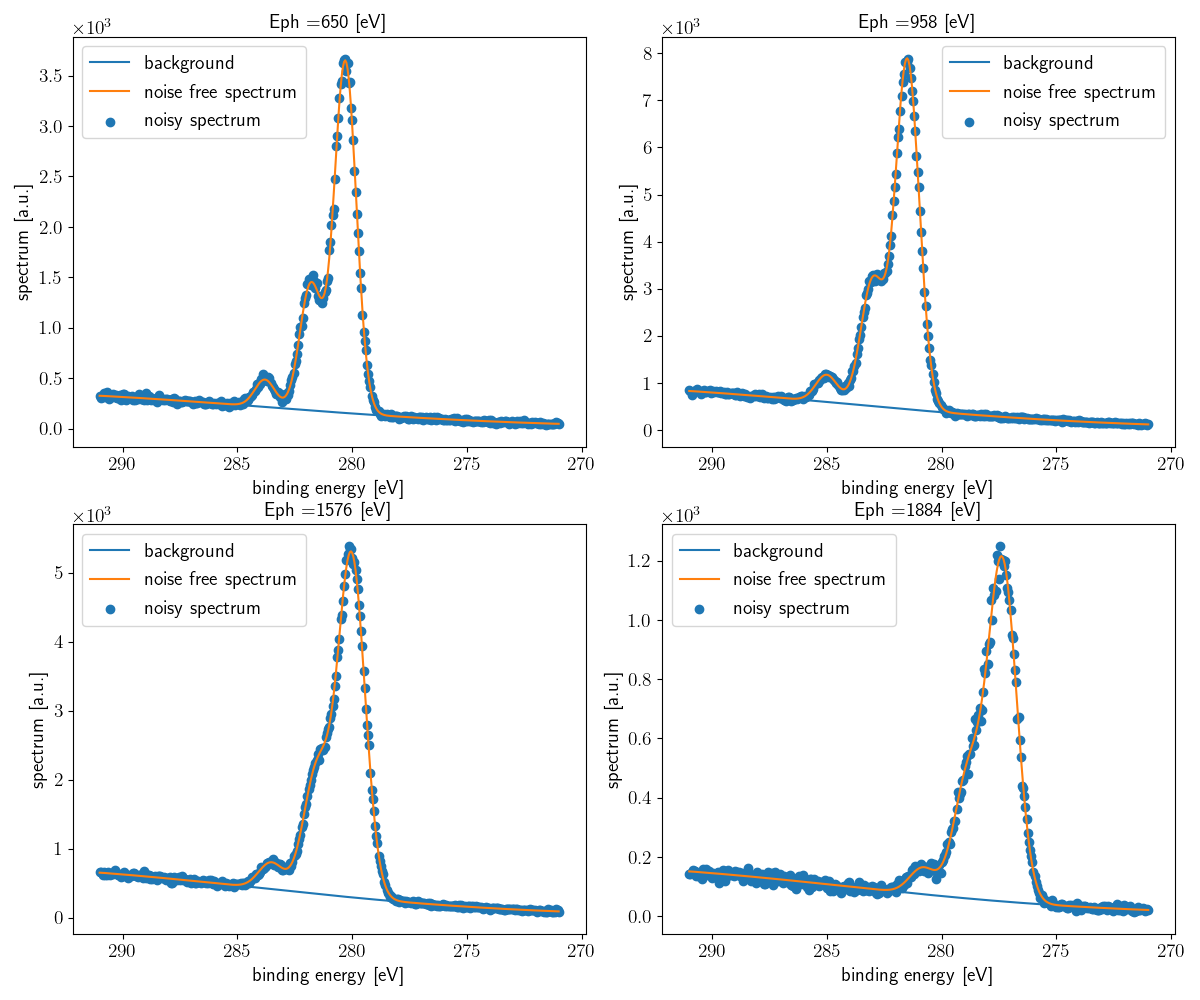 ×10³
Eph =650 [eV]
background
noise free spectrum
noisy spectrum
3.5
3.0
2.5
2.0
1.5
1.0
0.5
0.0
spectrum [a.u.]
290 285 280 275 270
binding energy [eV]
×10³
Eph =958 [eV]
background
noise free spectrum
noisy spectrum
8
7
6
5
4
3
2
1
0
spectrum [a.u.]
290 285 280 275 270
binding energy [eV]
×10³
Eph =1576 [eV]
background
noise free spectrum
noisy spectrum
5
4
3
2
1
0
spectrum [a.u.]
290 285 280 275 270
binding energy [eV]
×10³
Eph =1884 [eV]
background
noise free spectrum
noisy spectrum
1.2
1.0
0.8
0.6
0.4
0.2
0.0
spectrum [a.u.]
290 285 280 275 270
binding energy [eV]